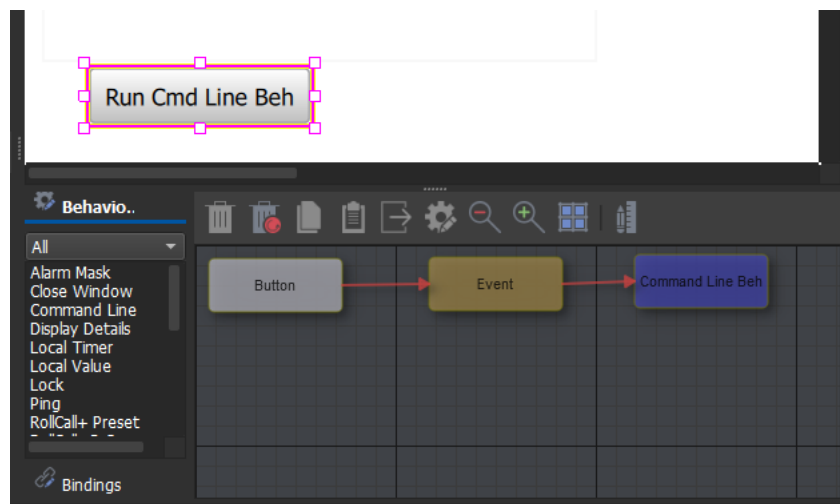 Run Cmd Line Beh
Behavio..
All
Alarm Mask
Close Window
Command Line
Display Details
Local Timer
Local Value
Lock
Ping
RollCall+ Preset
Bindings
Button
Event
Command Line Beh